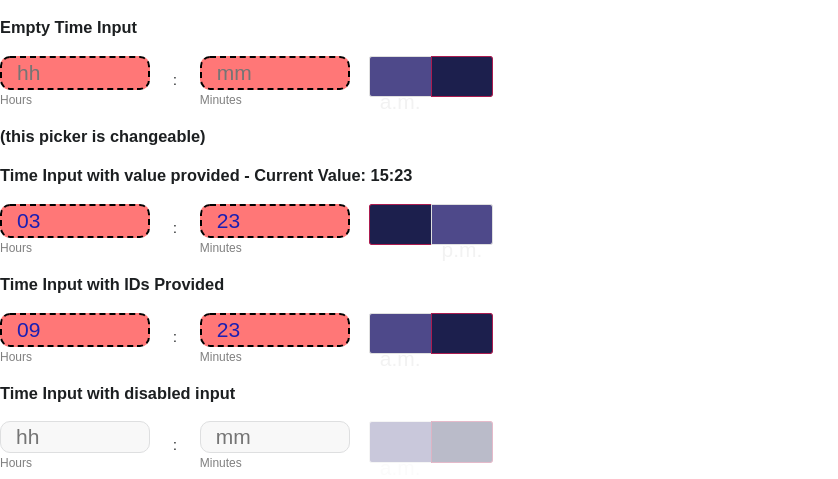 Empty Time Input
hh : mm
Hours Minutes a.m.
(this picker is changeable)
Time Input with value provided - Current Value: 15:23
03 : 23
Hours Minutes p.m.
Time Input with IDs Provided
09 : 23
Hours Minutes a.m.
Time Input with disabled input
hh : mm
Hours Minutes a.m.